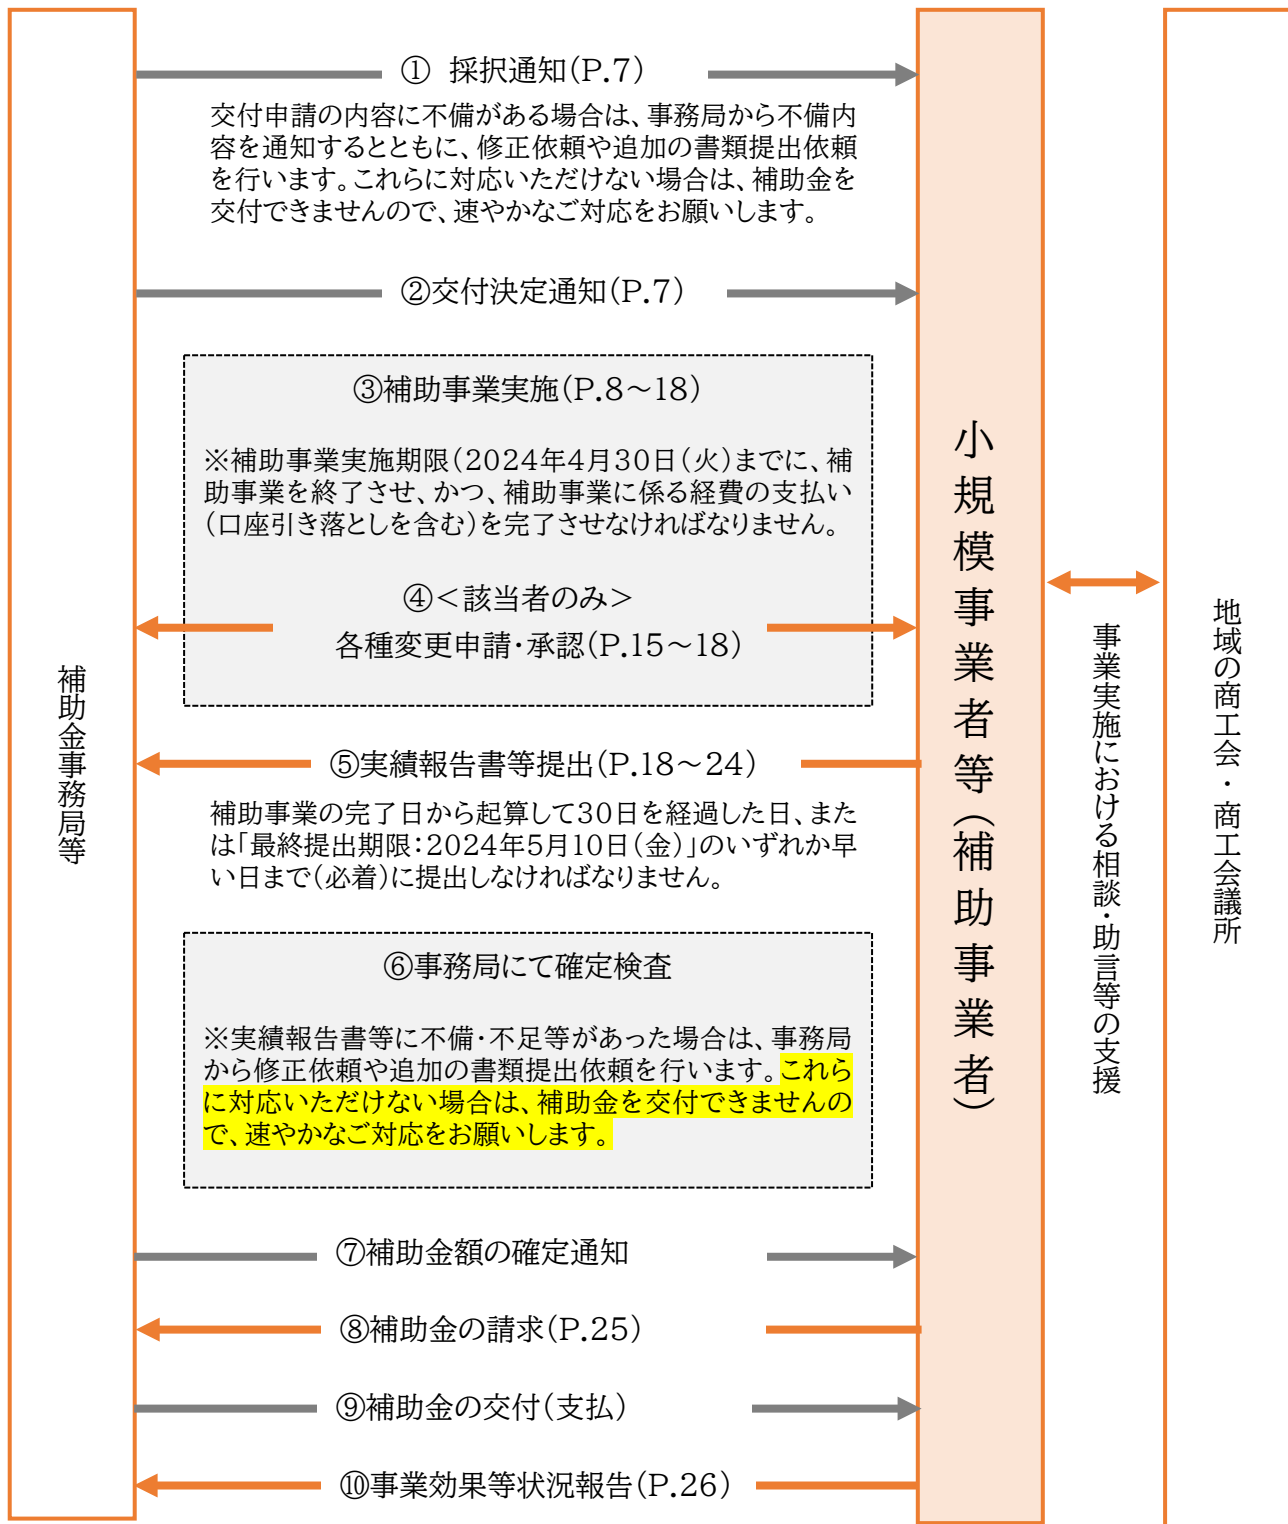 ① 採択通知(P.7)
交付申請の内容に不備がある場合は、事務局から不備内
容を通知するとともに、修正依頼や追加の書類提出依頼
を行います。これらに対応いただけない場合は、補助金を
交付できませんので、速やかなご対応をお願いします。
②交付決定通知(P.7)
③補助事業実施(P.8～18)
※補助事業実施期限(2024年4月30日(火)までに、補
助事業を終了させ、かつ、補助事業に係る経費の支払い
(口座引き落としを含む)を完了させなければなりません。
④＜該当者のみ＞
各種変更申請・承認(P.15～18)
⑤実績報告書等提出(P.18～24)
補助事業の完了日から起算して30日を経過した日、また
は「最終提出期限：2024年5月10日(金)」のいずれか早
い日まで(必着)に提出しなければなりません。
⑥事務局にて確定検査
※実績報告書等に不備・不足等があった場合は、事務局
から修正依頼や追加の書類提出依頼を行います。これら
に対応いただけない場合は、補助金を交付できませんの
で、速やかなご対応をお願いします。
⑦補助金額の確定通知
⑧補助金の請求(P.25)
⑨補助金の交付(支払)
⑩事業効果等状況報告(P.26)
補助金事務局等
小規模事業者等(補助事業者)
事業実施における相談・助言等の支援
地域の商工会・商工会議所